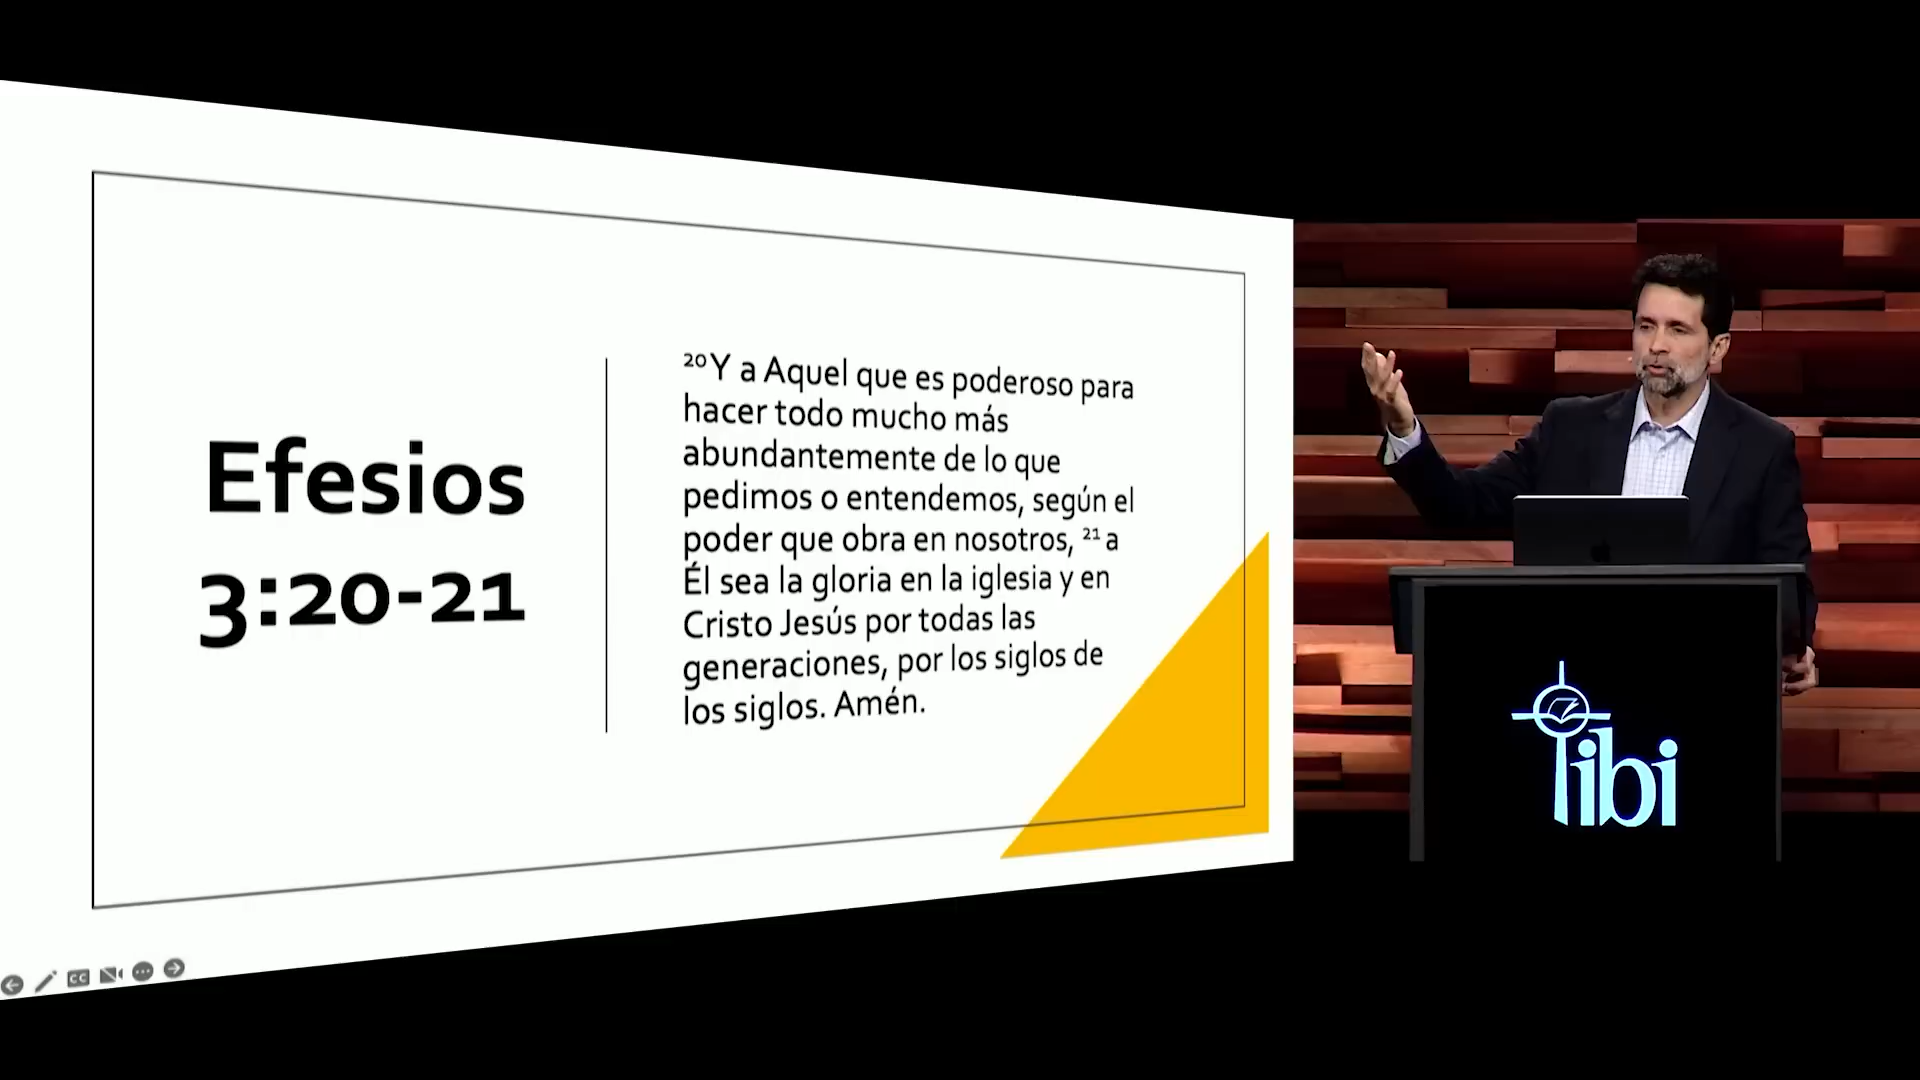 Efesios
3:20-21
²⁰Y a Aquel que es poderoso para
hacer todo mucho más
abundantemente de lo que
pedimos o entendemos, según el
poder que obra en nosotros, ²¹ a
Él sea la gloria en la iglesia y en
Cristo Jesús por todas las
generaciones, por los siglos de
los siglos. Amén.
CC
ibi